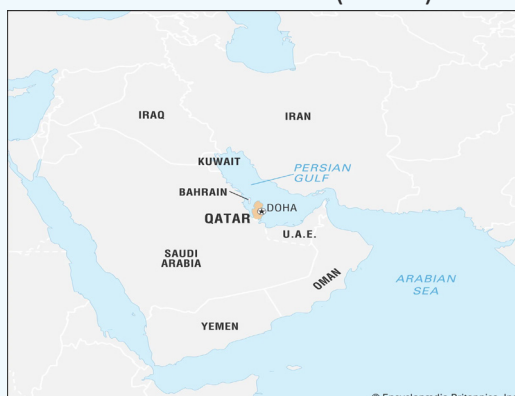 IRAQ
IRAN
KUWAIT
PERSIAN
GULF
BAHRAIN
DOHA
QATAR
U.A.E.
SAUDI
ARABIA
OMAN
ARABIAN
SEA
YEMEN